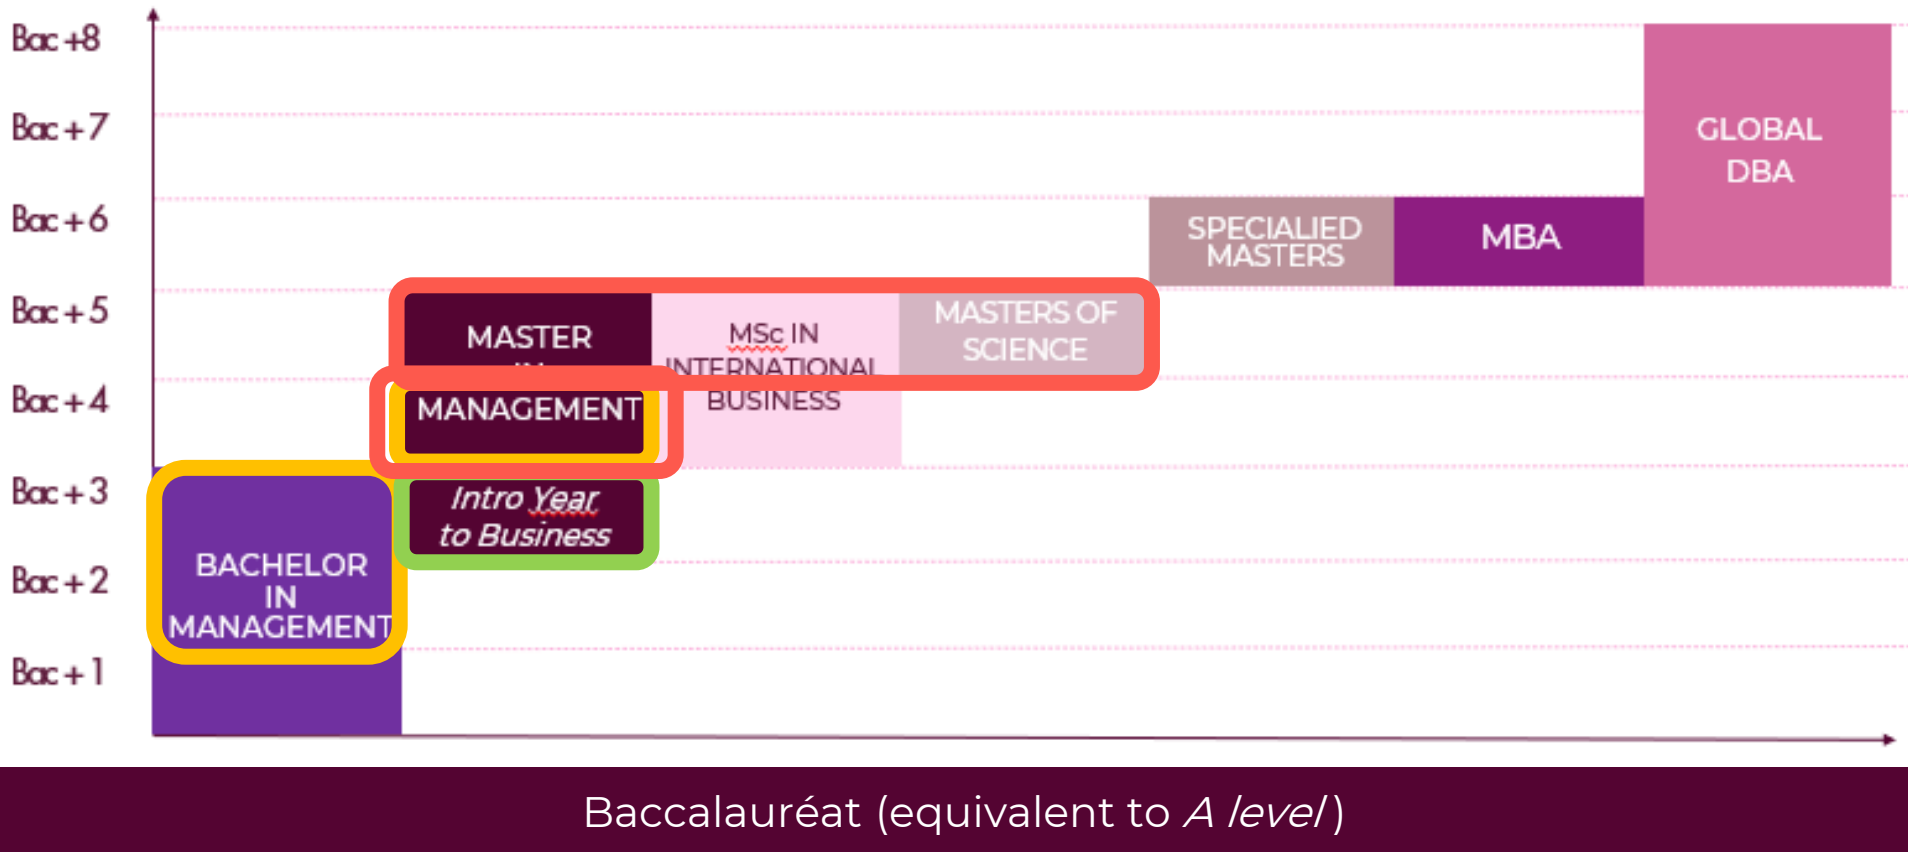 Bac +8
Bac +7
Bac +6
Bac +5
Bac +4
Bac +3
Bac +2
Bac +1
GLOBAL
DBA
SPECIALIED
MASTERS
MBA
MASTER
IN
MANAGEMENT
MSc IN
INTERNATIONAL
BUSINESS
MASTERS OF
SCIENCE
Intro Year
to Business
BACHELOR
IN
MANAGEMENT
Baccalauréat (equivalent to A level)